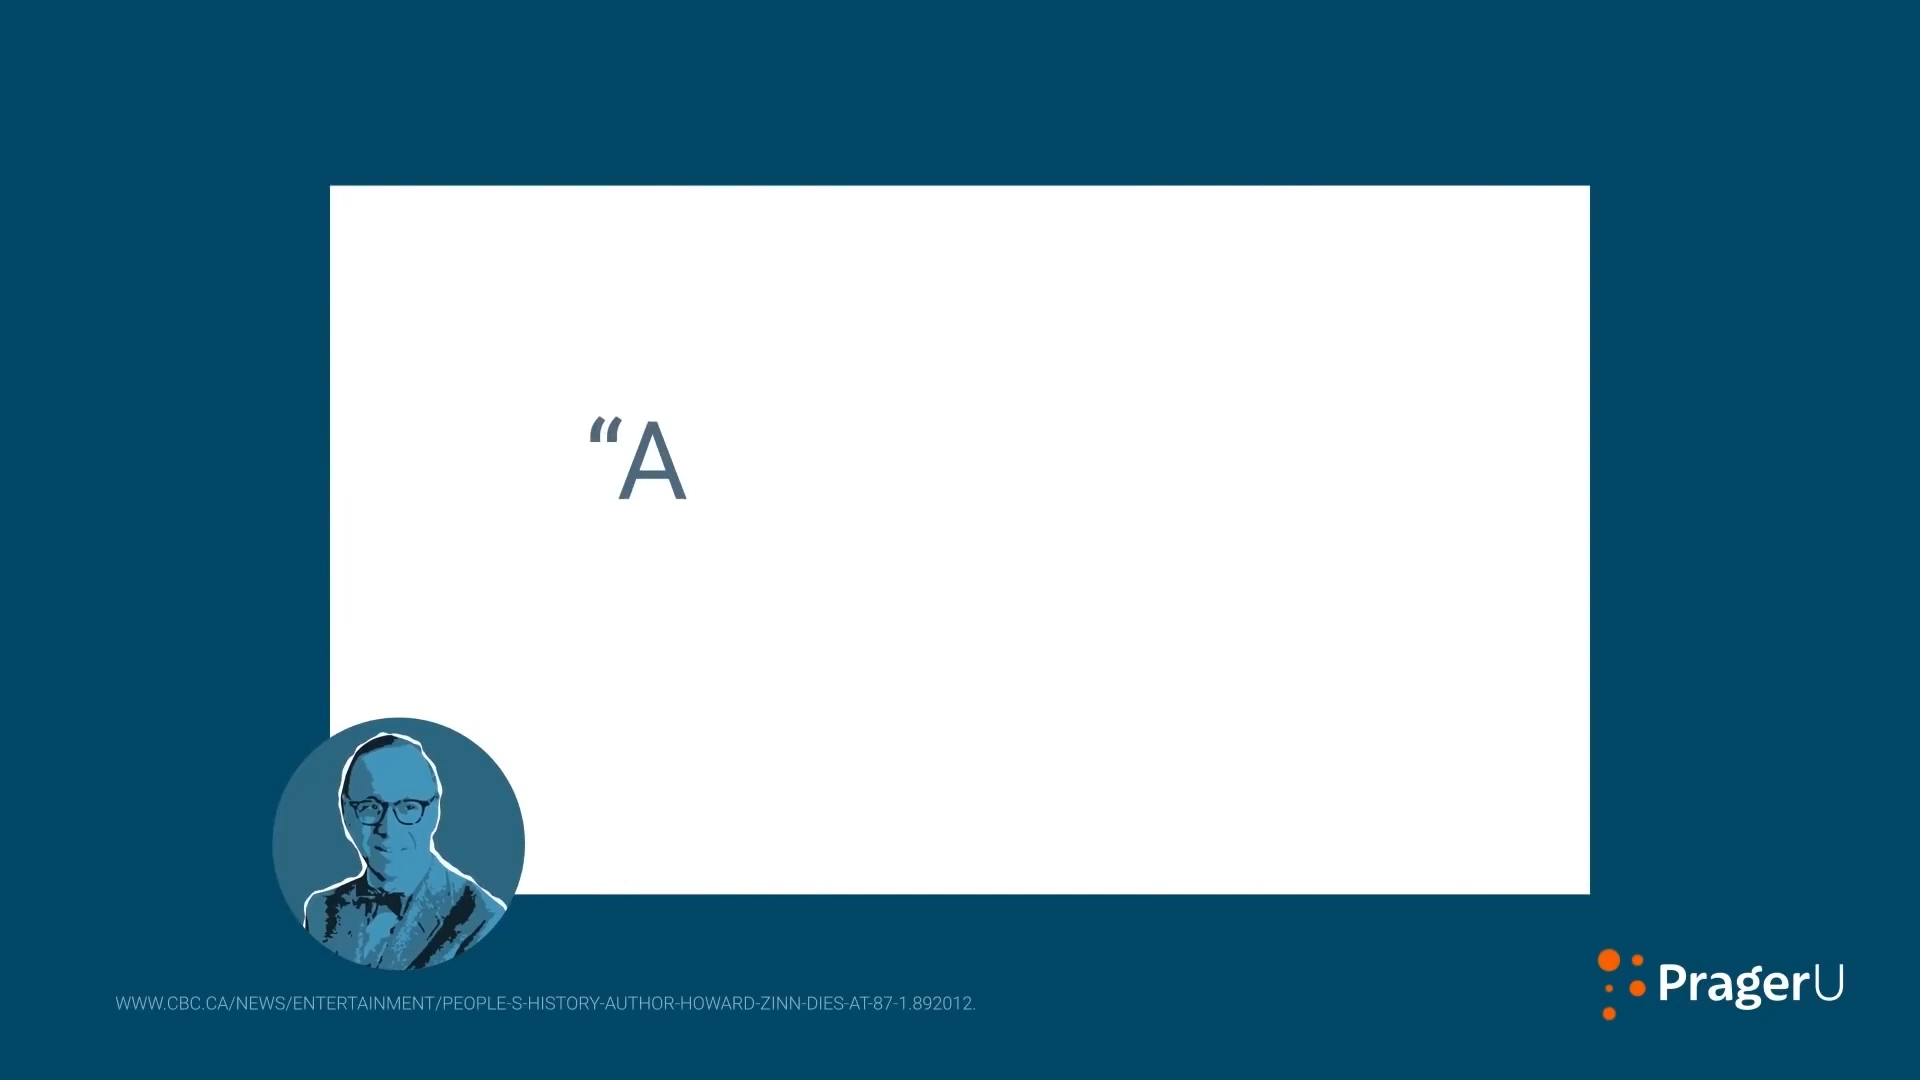 “A
WWW.CBC.CA/NEWS/ENTERTAINMENT/PEOPLE-S-HISTORY-AUTHOR-HOWARD-ZINN-DIES-AT-87-1.892012.
PragerU